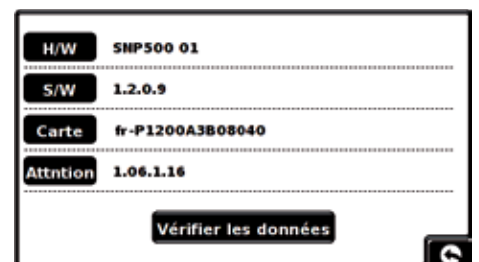 H/W SNP500 01
S/W 1.2.0.9
Carte fr-P1200A3B08040
Attntion 1.06.1.16
Vérifier les données